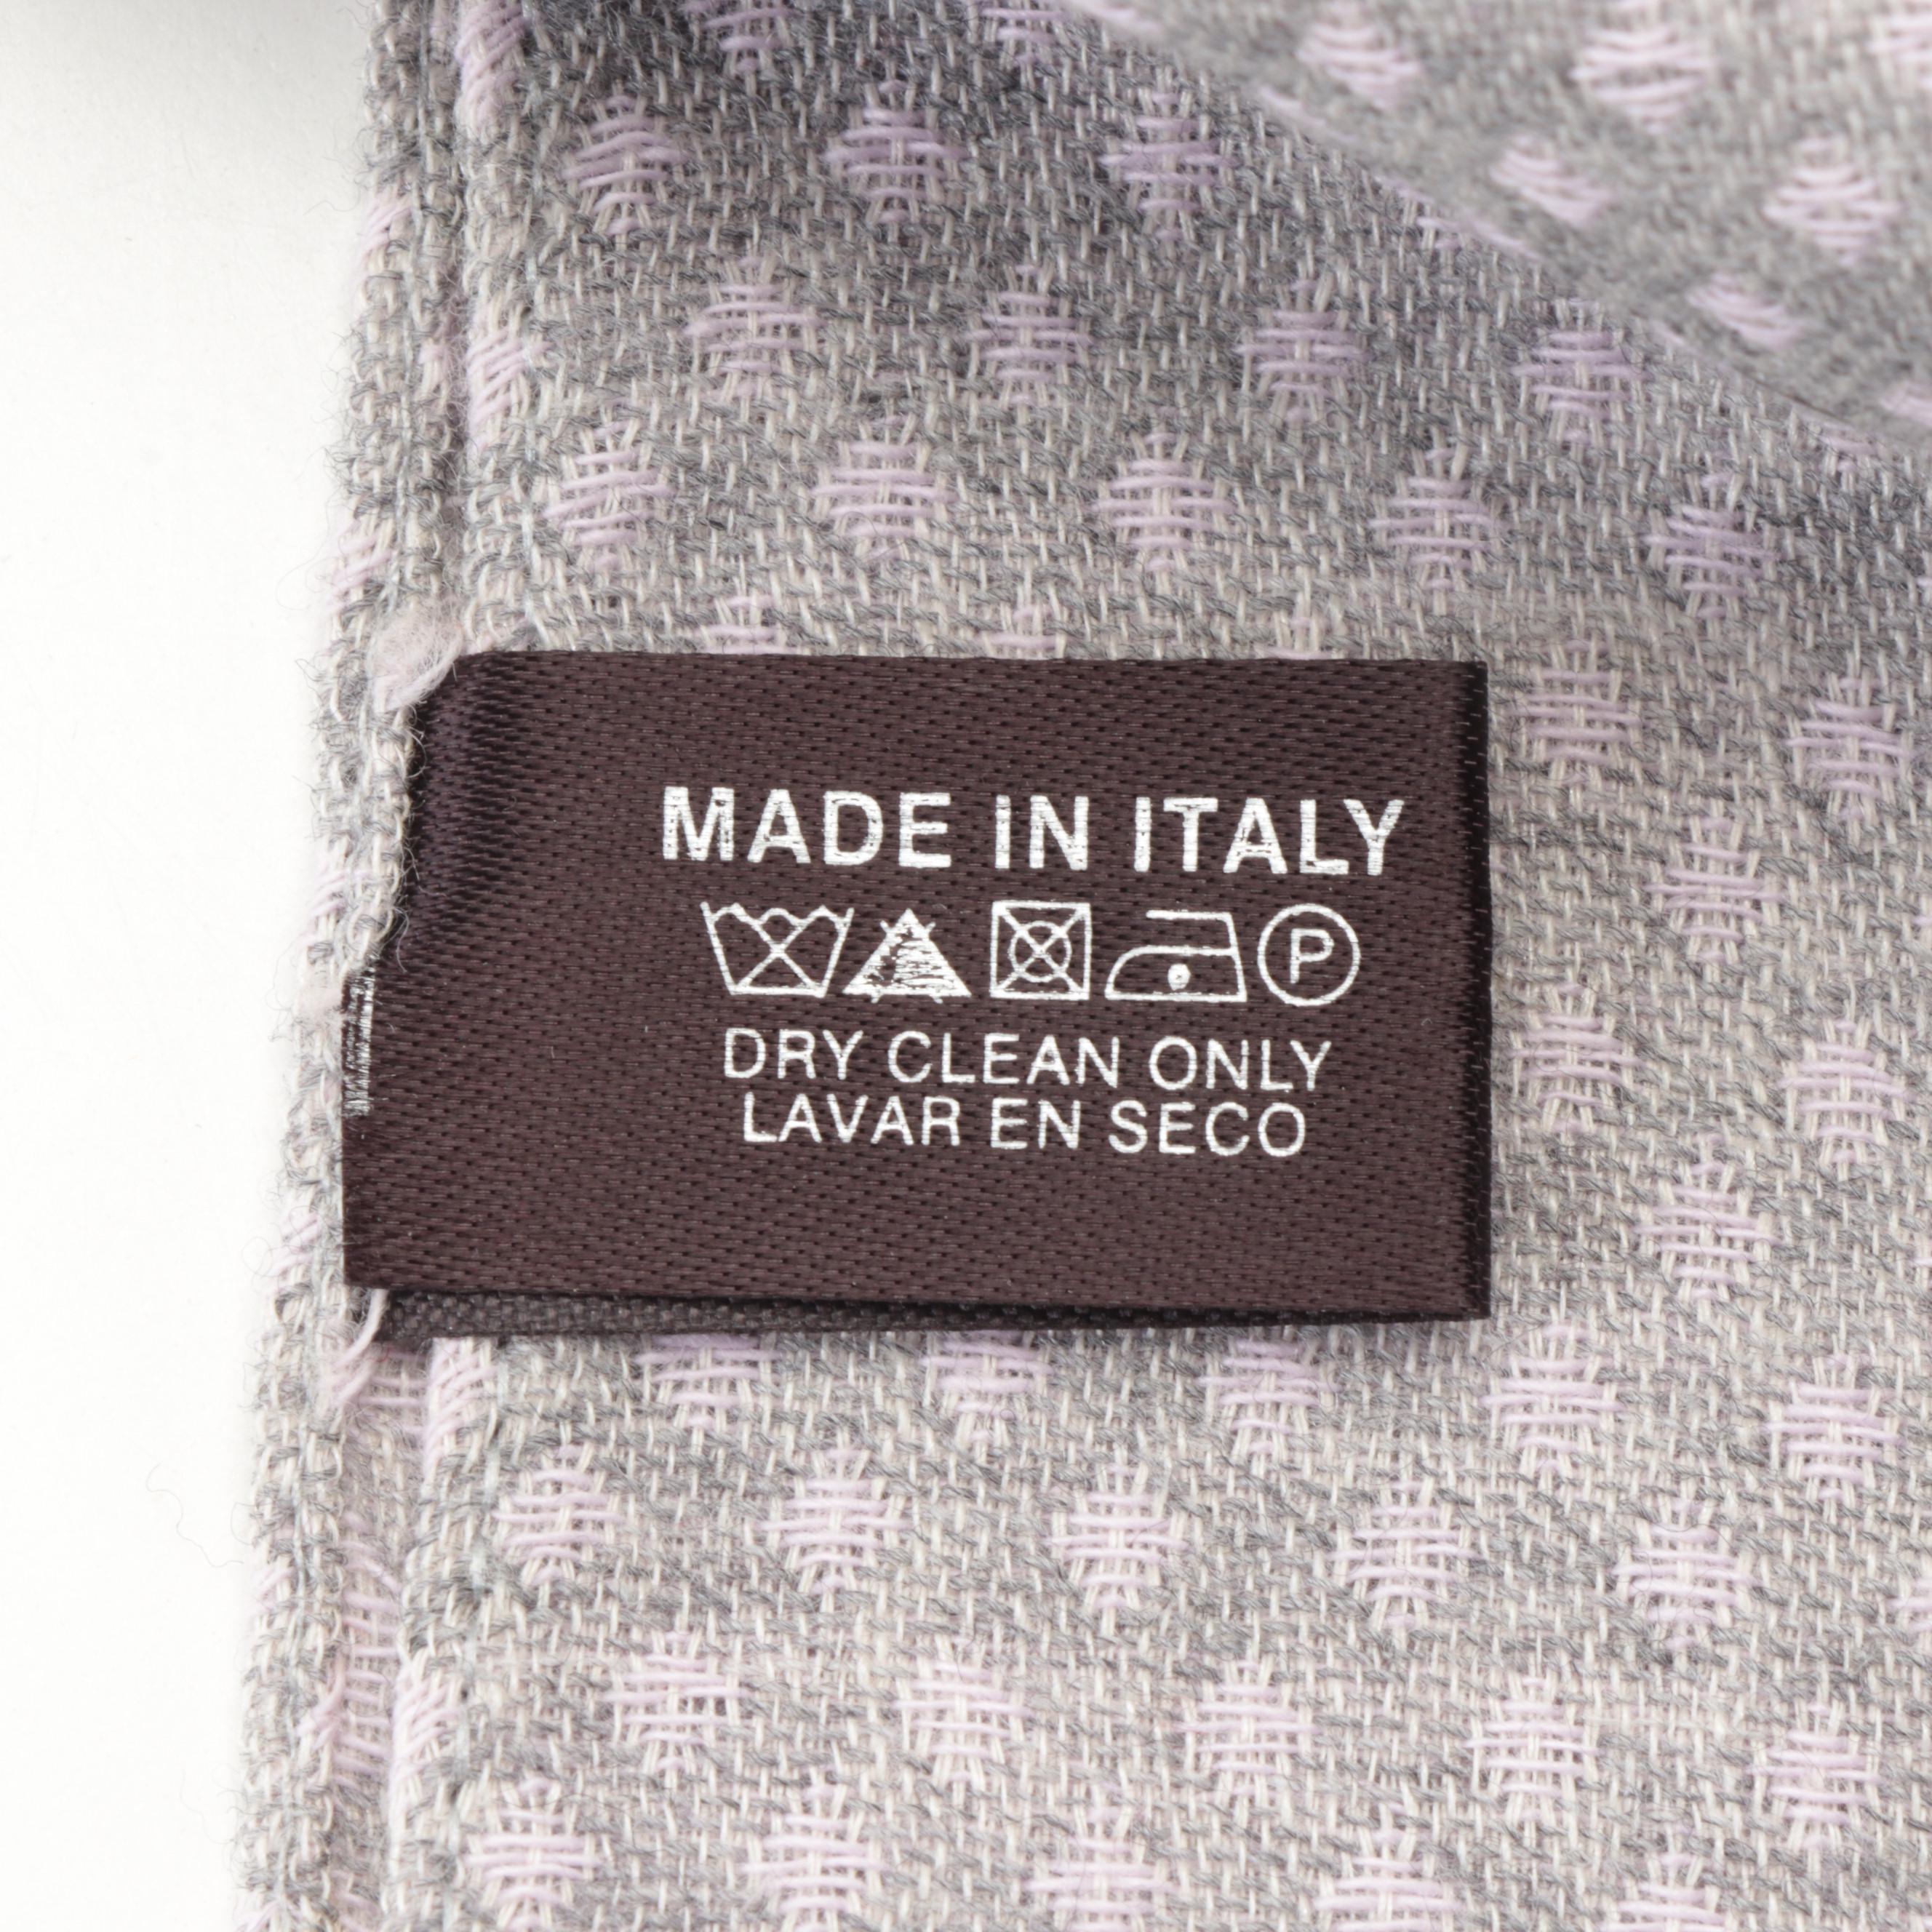 MADE IN ITALY
P
DRY CLEAN ONLY
LAVAR EN SECO